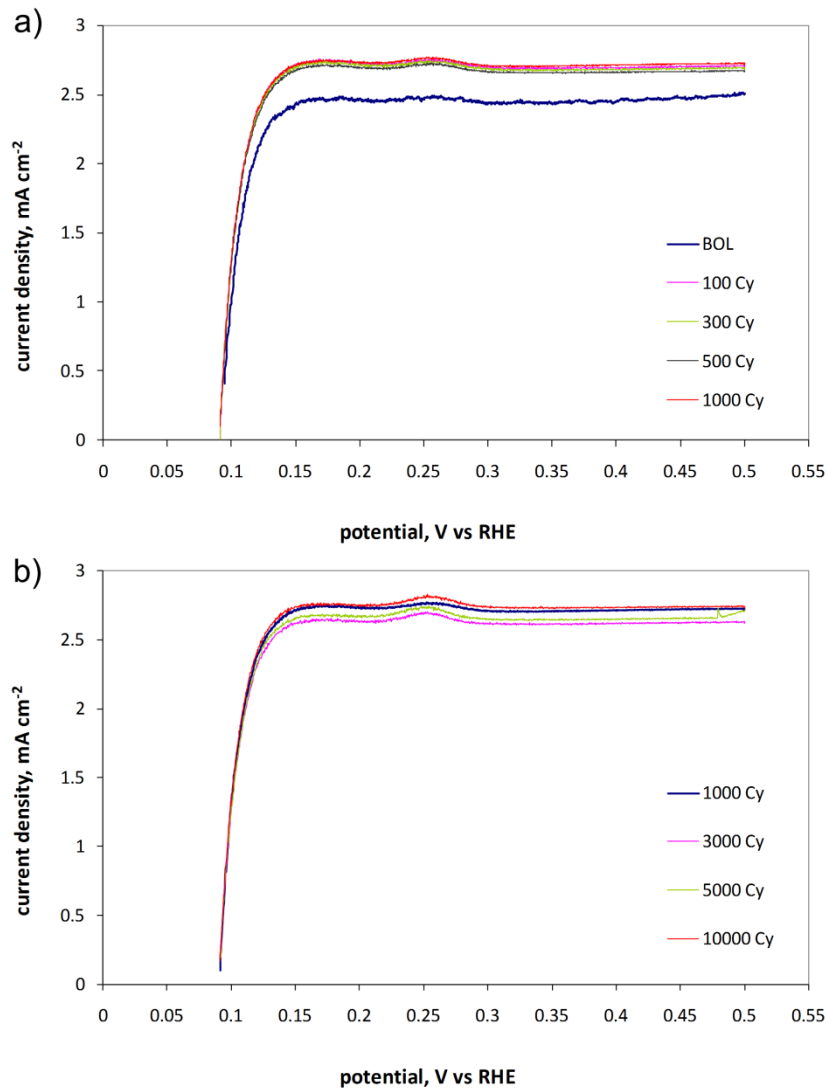 a)
3
2.5
2
1.5
1
0.5
0
current density, mA cm⁻²
BOL
100 Cy
300 Cy
500 Cy
1000 Cy
0 0.05 0.1 0.15 0.2 0.25 0.3 0.35 0.4 0.45 0.5 0.55
potential, V vs RHE
b)
3
2.5
2
1.5
1
0.5
0
current density, mA cm⁻²
1000 Cy
3000 Cy
5000 Cy
10000 Cy
0 0.05 0.1 0.15 0.2 0.25 0.3 0.35 0.4 0.45 0.5 0.55
potential, V vs RHE